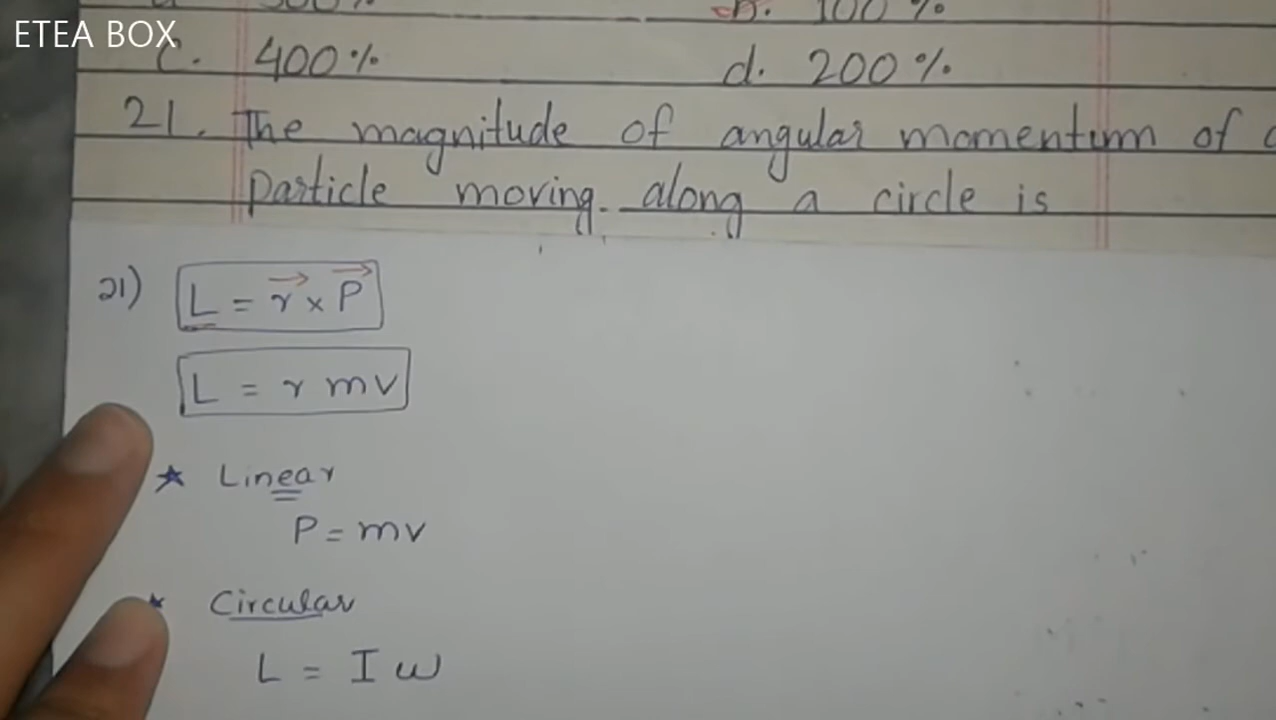 ETEA BOX
b. 100 %
c. 400% d. 200%
21. The magnitude of angular momentum of
particle moving along a circle is
21) L = r × P
L = r mv
★ Linear
P = mv
★ Circular
L = I ω